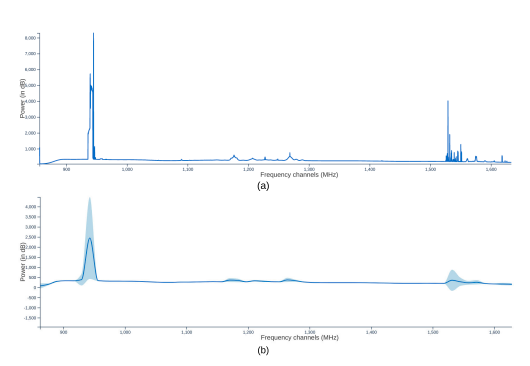 8,000
7,000
6,000
5,000
4,000
3,000
2,000
1,000
Power (in dB)
900 1,000 1,100 1,200 1,300 1,400 1,500 1,600
Frequency channels (MHz)
(a)
4,000
3,500
3,000
2,500
2,000
1,500
1,000
500
0
-500
-1,000
-1,500
Power (in dB)
900 1,000 1,100 1,200 1,300 1,400 1,500 1,600
Frequency channels (MHz)
(b)